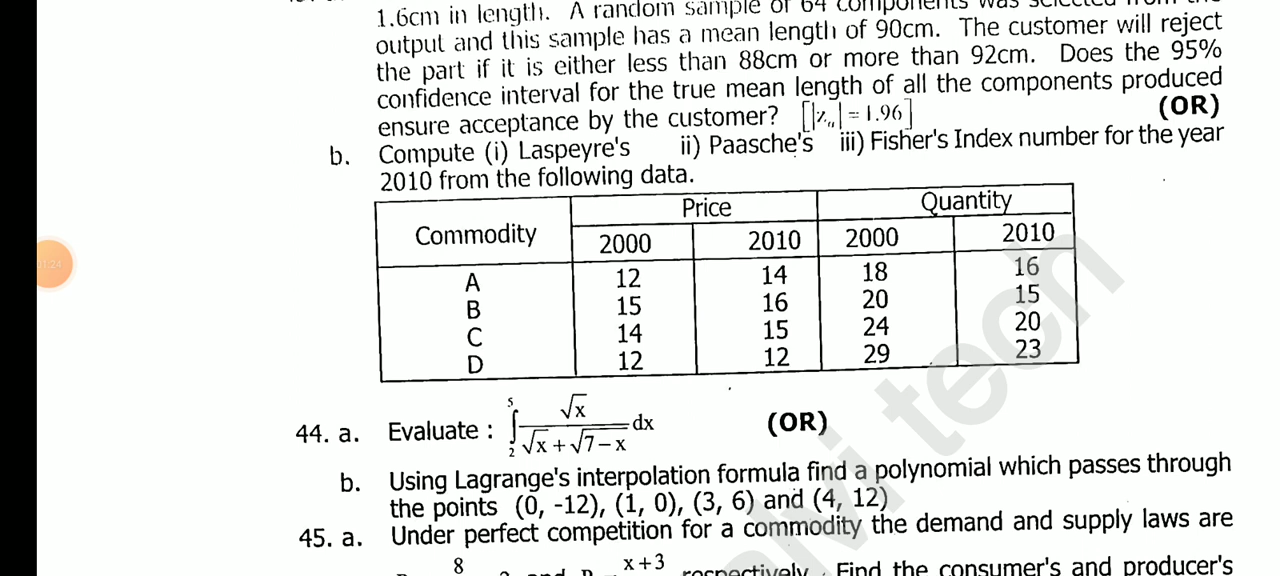 1.6cm in length. A random sample of 64 components was selected from the
output and this sample has a mean length of 90cm. The customer will reject
the part if it is either less than 88cm or more than 92cm. Does the 95%
confidence interval for the true mean length of all the components produced
ensure acceptance by the customer? [|zα| = 1.96] (OR)
b. Compute (i) Laspeyre's ii) Paasche's iii) Fisher's Index number for the year
2010 from the following data.
Commodity Price Quantity
2000 2010 2000 2010
A 12 14 18 16
B 15 16 20 15
C 14 15 24 20
D 12 12 29 23
44. a. Evaluate : ∫₂⁵ √x / (√x + √7−x) dx (OR)
b. Using Lagrange's interpolation formula find a polynomial which passes through
the points (0, -12), (1, 0), (3, 6) and (4, 12)
45. a. Under perfect competition for a commodity the demand and supply laws are
8 x+3
and respectively. Find the consumer's and producer's
31:24